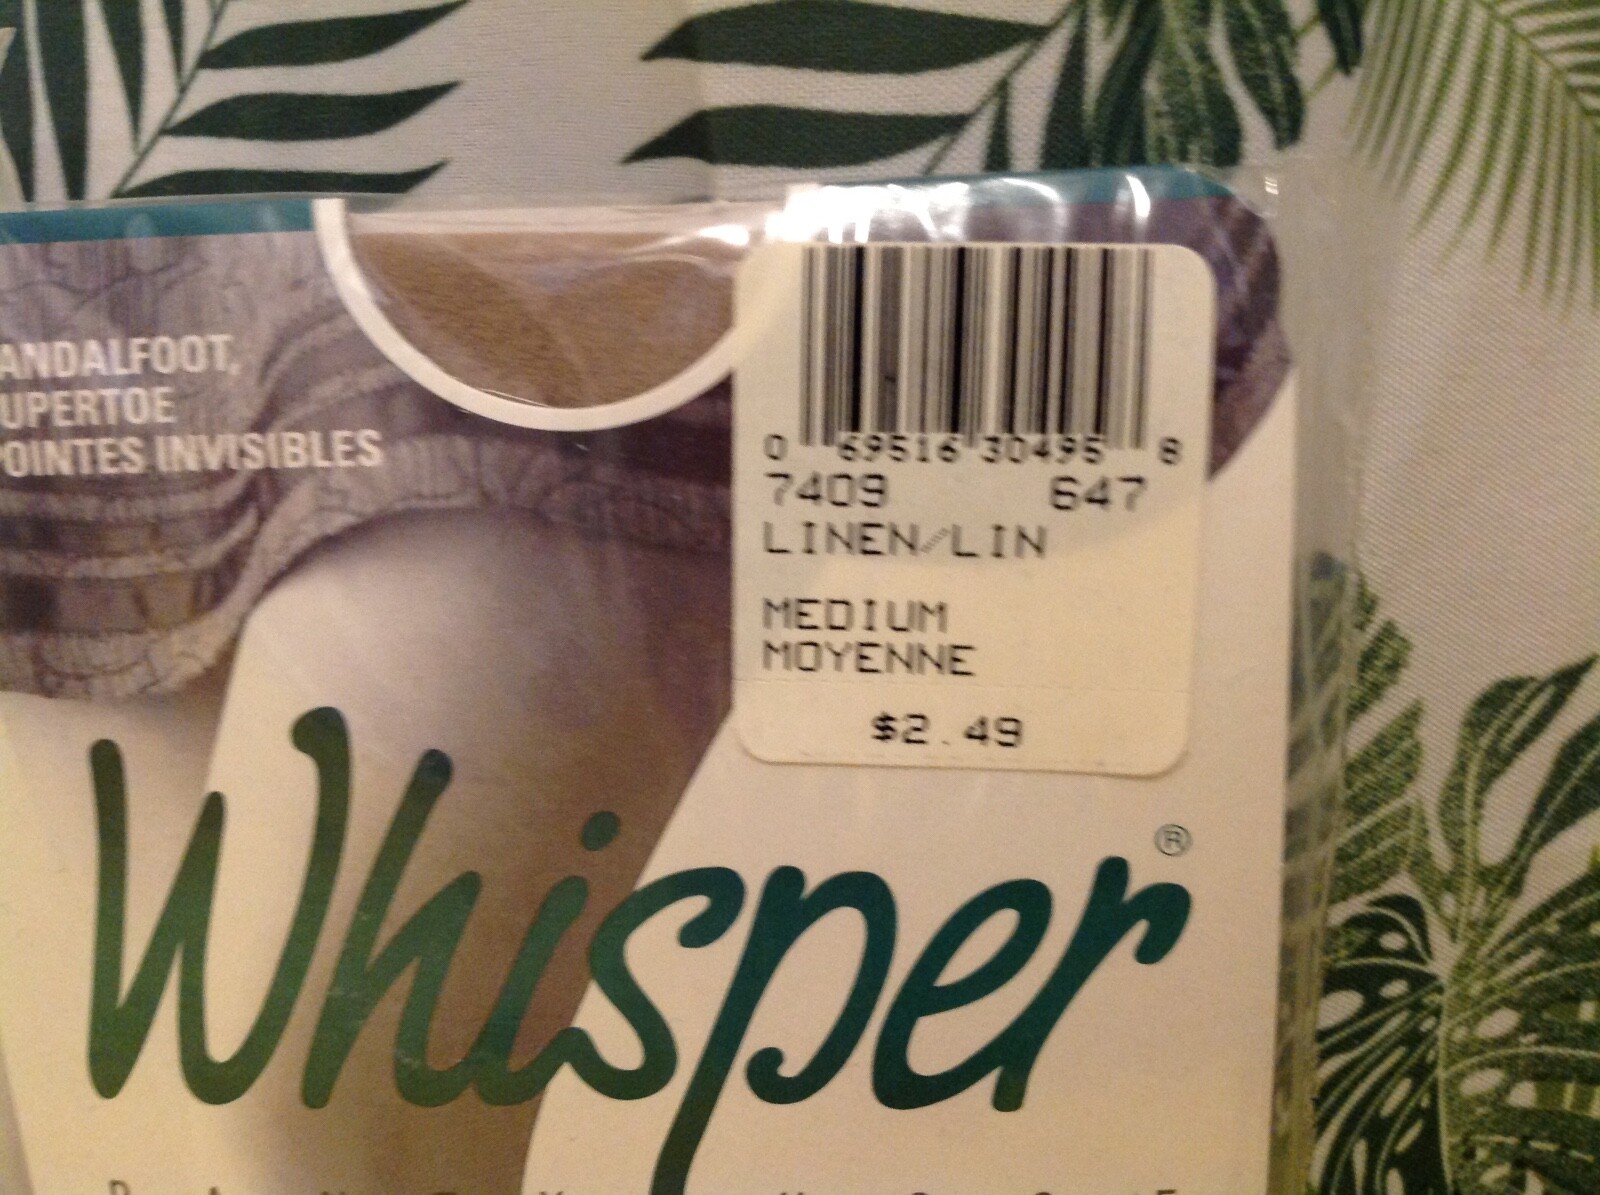 ANDALFOOT,
UPERTOE
POINTES INVISIBLES
0 69516 30495 8
7409 647
LINEN/LIN
MEDIUM
MOYENNE
$2.49
Whisper®